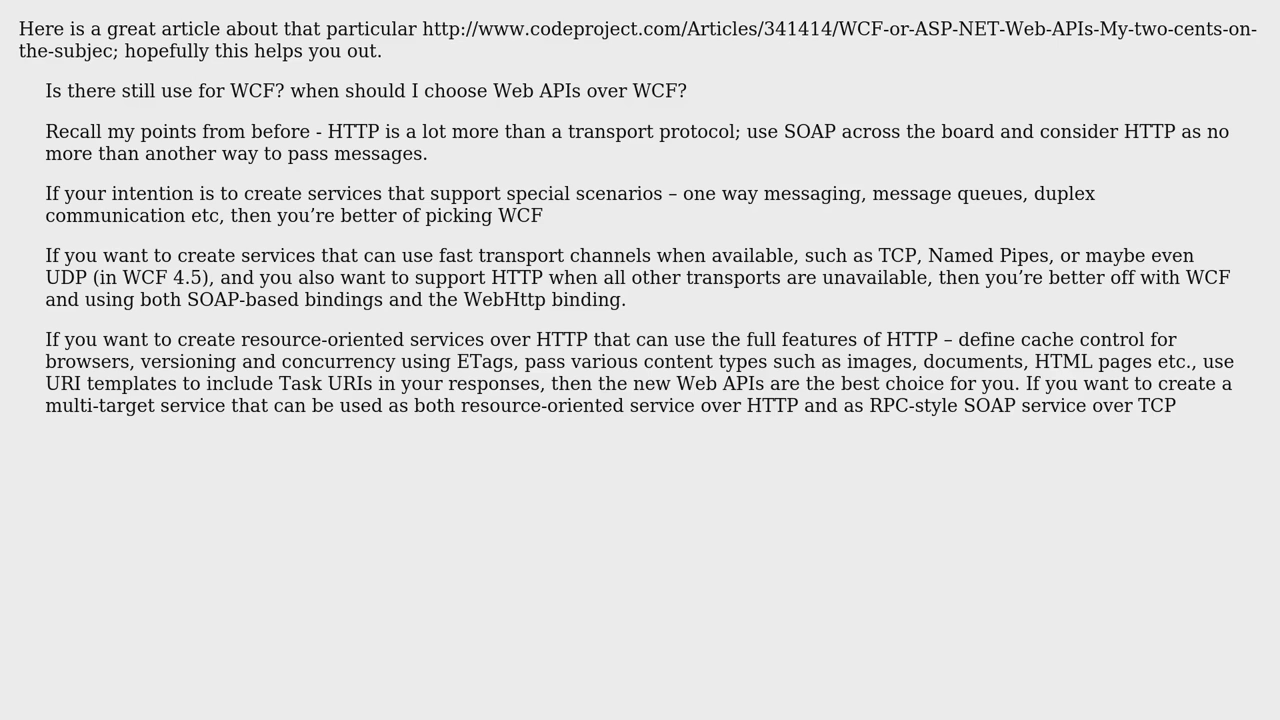 Here is a great article about that particular http://www.codeproject.com/Articles/341414/WCF-or-ASP-NET-Web-APIs-My-two-cents-on-
the-subjec; hopefully this helps you out.
Is there still use for WCF? when should I choose Web APIs over WCF?
Recall my points from before - HTTP is a lot more than a transport protocol; use SOAP across the board and consider HTTP as no
more than another way to pass messages.
If your intention is to create services that support special scenarios – one way messaging, message queues, duplex
communication etc, then you’re better of picking WCF
If you want to create services that can use fast transport channels when available, such as TCP, Named Pipes, or maybe even
UDP (in WCF 4.5), and you also want to support HTTP when all other transports are unavailable, then you’re better off with WCF
and using both SOAP-based bindings and the WebHttp binding.
If you want to create resource-oriented services over HTTP that can use the full features of HTTP – define cache control for
browsers, versioning and concurrency using ETags, pass various content types such as images, documents, HTML pages etc., use
URI templates to include Task URIs in your responses, then the new Web APIs are the best choice for you. If you want to create a
multi-target service that can be used as both resource-oriented service over HTTP and as RPC-style SOAP service over TCP